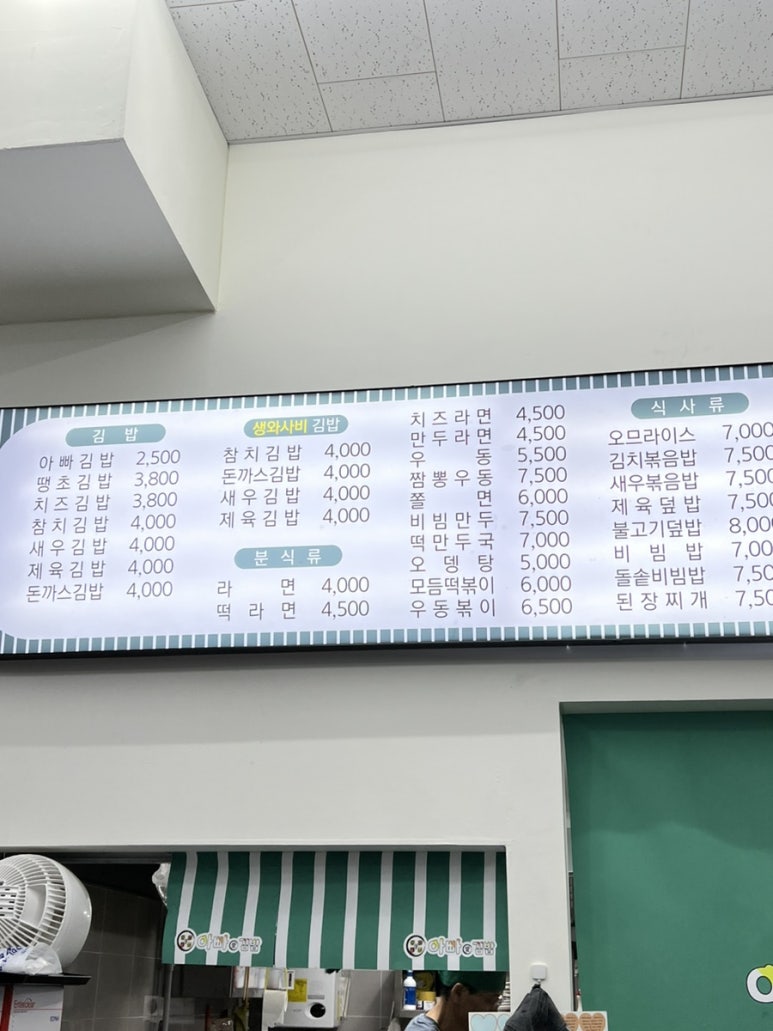 김 밥
아빠김밥 2,500
땡초김밥 3,800
치즈김밥 3,800
참치김밥 4,000
새우김밥 4,000
제육김밥 4,000
돈까스김밥 4,000
생와사비 김밥
참치김밥 4,000
돈까스김밥 4,000
새우김밥 4,000
제육김밥 4,000
분 식 류
라 면 4,000
떡 라 면 4,500
치즈라면 4,500
만두라면 4,500
우 동 5,500
짬뽕우동 7,500
쫄 면 6,000
비빔만두 7,500
떡만두국 7,000
오 뎅 탕 5,000
모듬떡볶이 6,000
우동볶이 6,500
식 사 류
오므라이스 7,000
김치볶음밥 7,500
새우볶음밥 7,500
제육덮밥 7,500
불고기덮밥 8,000
비 빔 밥 7,00
돌솥비빔밥 7,50
된장찌개 7,50
아빠 김밥
아빠 김밥